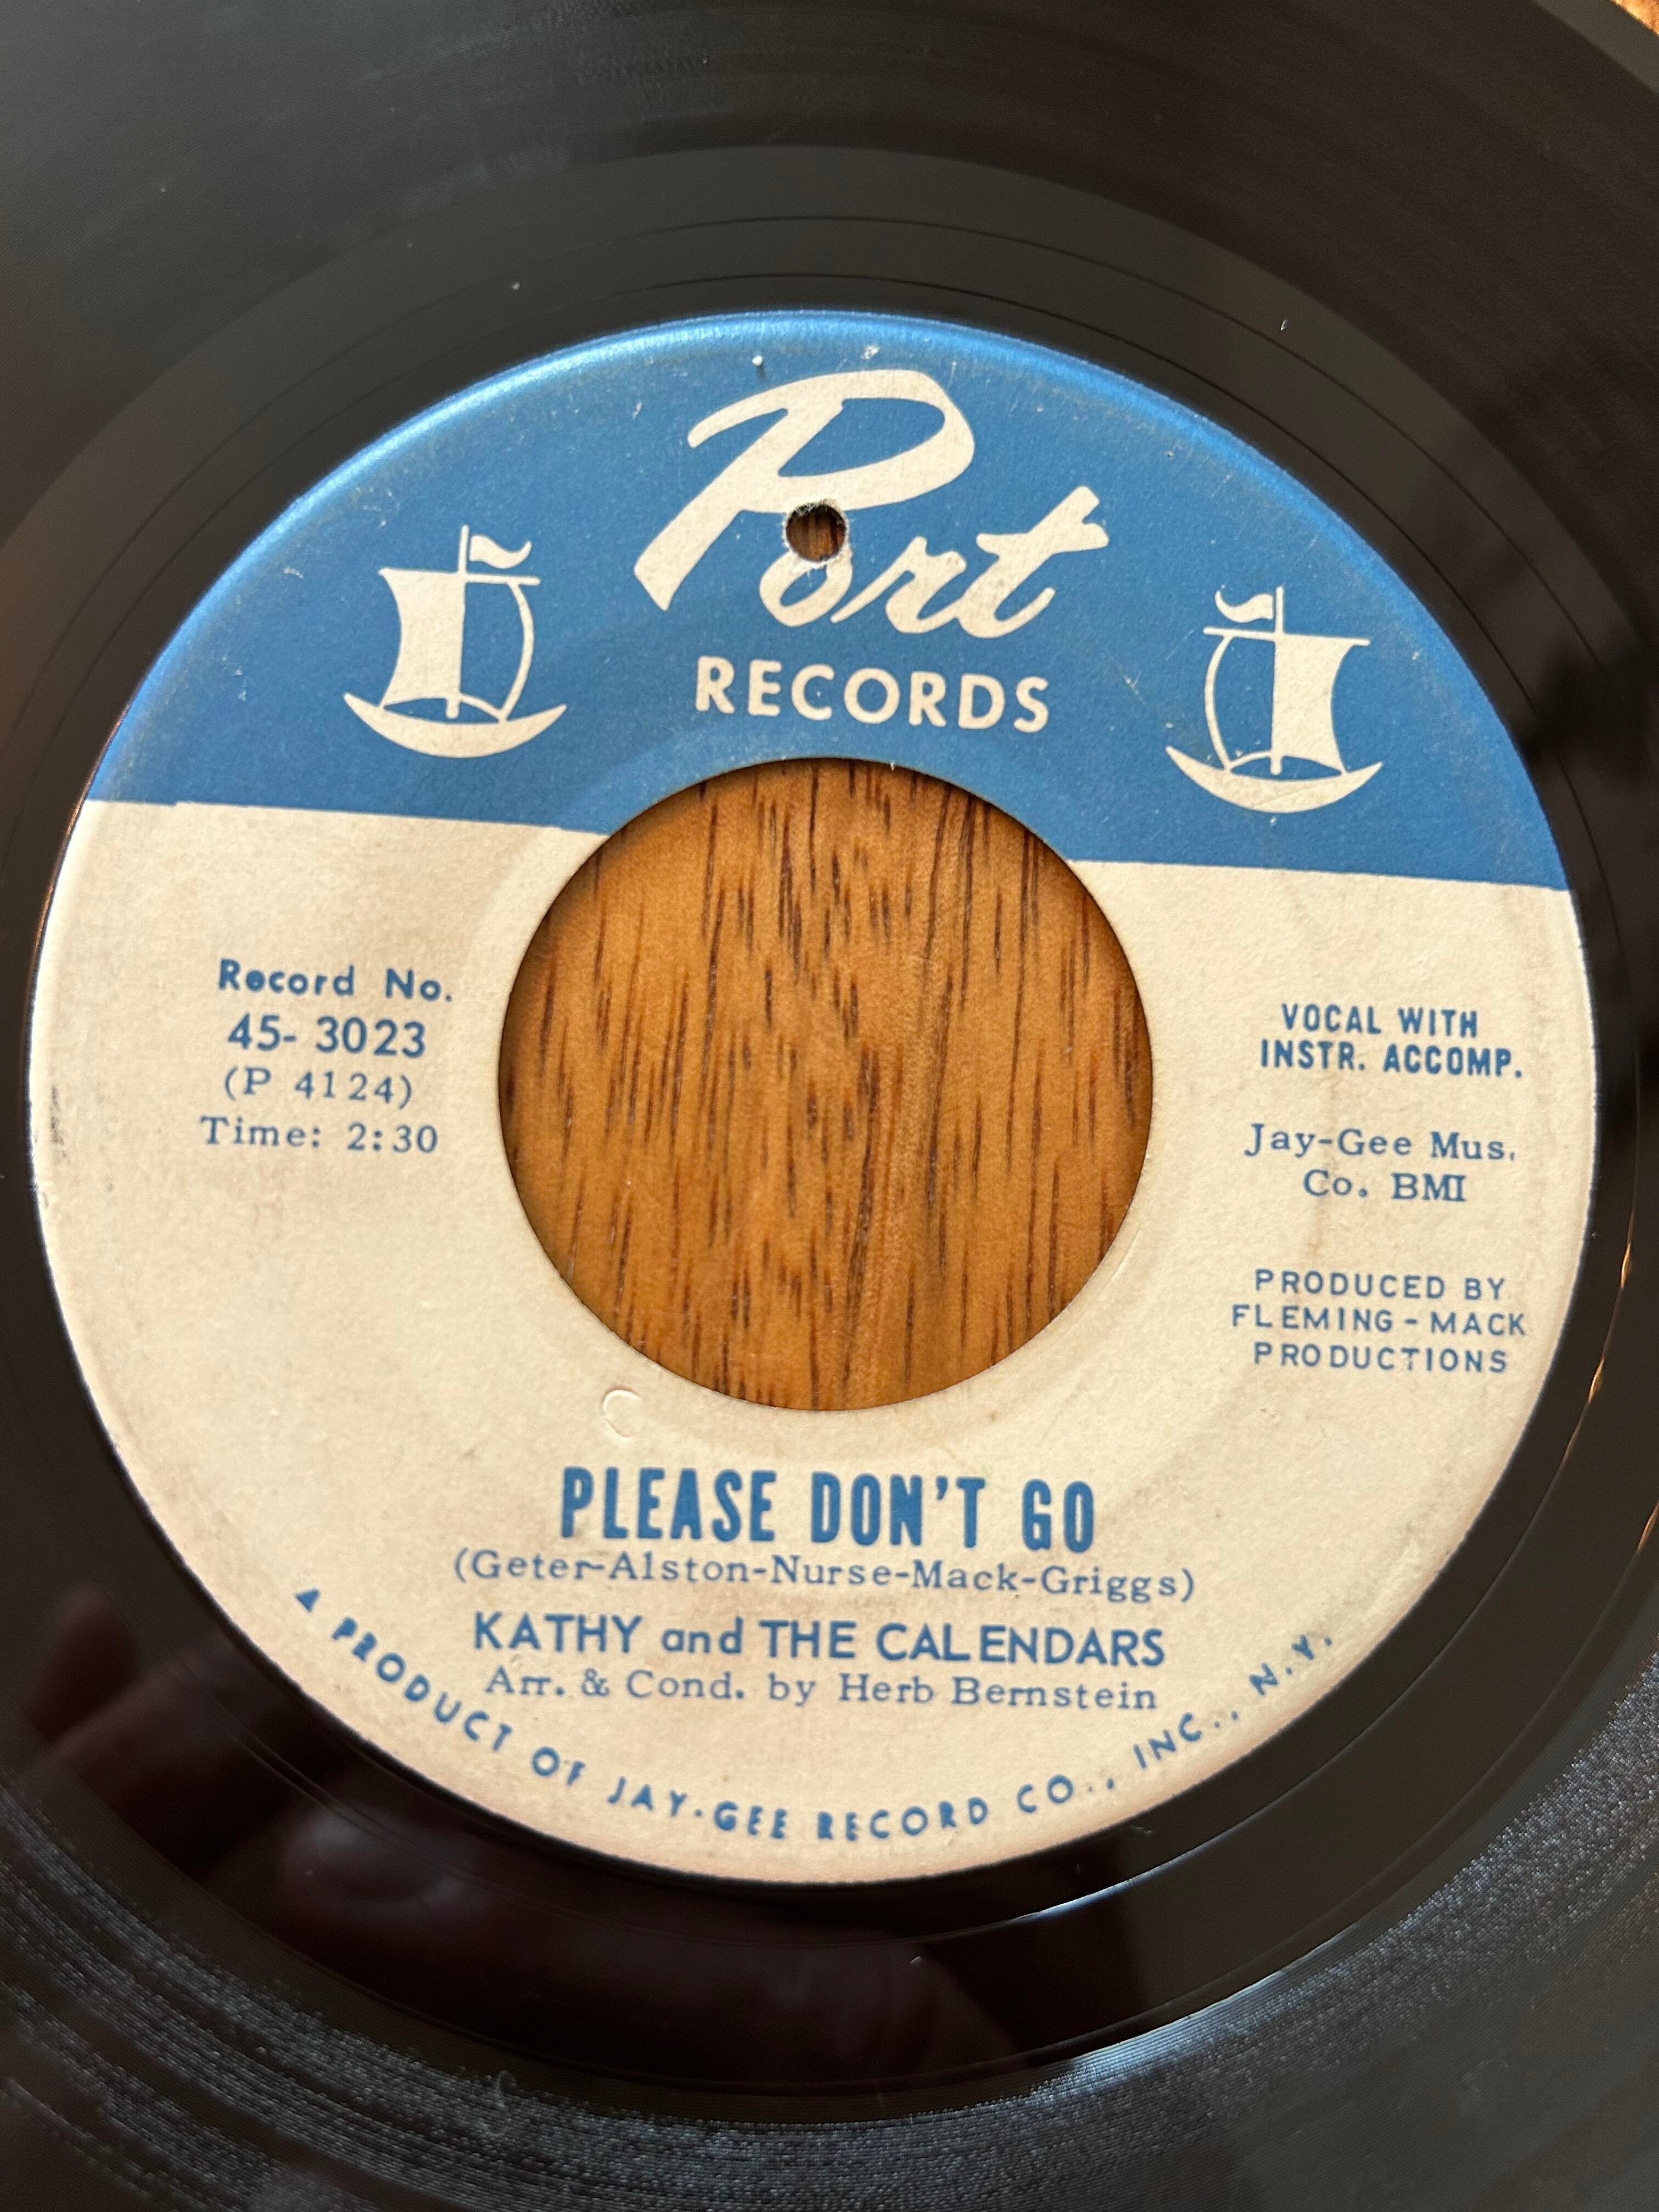 Port
RECORDS
Record No.
45- 3023
(P 4124)
Time: 2:30
VOCAL WITH
INSTR. ACCOMP.
Jay-Gee Mus.
Co. BMI
PRODUCED BY
FLEMING - MACK
PRODUCTIONS
PLEASE DON'T GO
(Geter-Alston-Nurse-Mack-Griggs)
KATHY and THE CALENDARS
Arr. & Cond. by Herb Bernstein
A PRODUCT OF JAY-GEE RECORD CO., INC., N.Y.